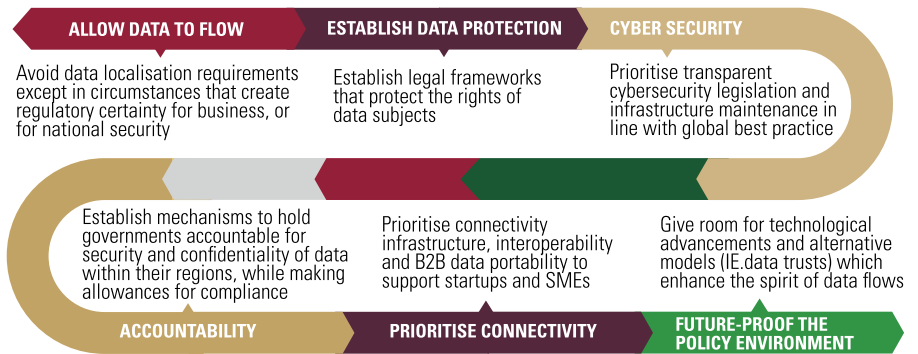 ALLOW DATA TO FLOW
Avoid data localisation requirements
except in circumstances that create
regulatory certainty for business, or
for national security
ESTABLISH DATA PROTECTION
Establish legal frameworks
that protect the rights of
data subjects
CYBER SECURITY
Prioritise transparent
cybersecurity legislation and
infrastructure maintenance in
line with global best practice
Establish mechanisms to hold
governments accountable for
security and confidentiality of data
within their regions, while making
allowances for compliance
ACCOUNTABILITY
Prioritise connectivity
infrastructure, interoperability
and B2B data portability to
support startups and SMEs
PRIORITISE CONNECTIVITY
Give room for technological
advancements and alternative
models (IE.data trusts) which
enhance the spirit of data flows
FUTURE-PROOF THE
POLICY ENVIRONMENT